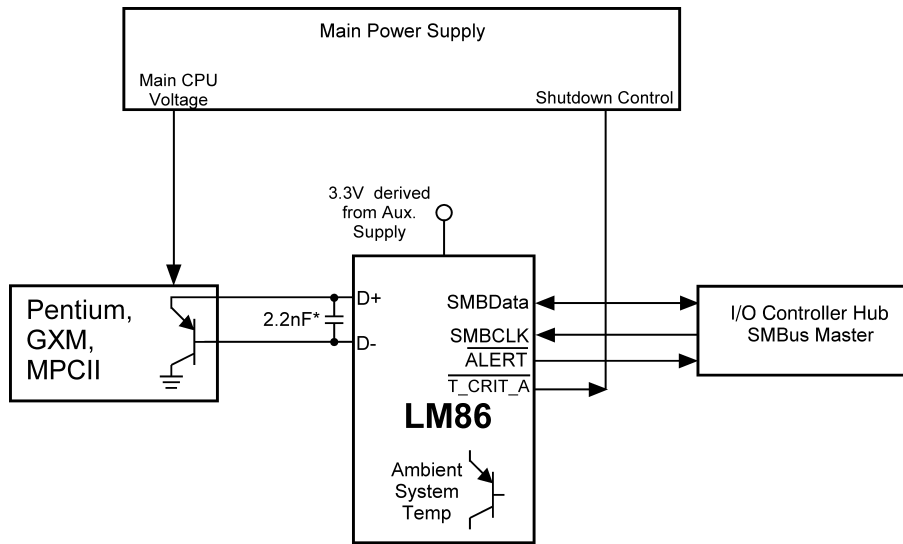 Main Power Supply
Main CPU
Voltage
Shutdown Control
3.3V derived
from Aux.
Supply
Pentium,
GXM,
MPCII
2.2nF*
D+
D-
SMBData
SMBCLK
ALERT
T_CRIT_A
LM86
Ambient
System
Temp
I/O Controller Hub
SMBus Master